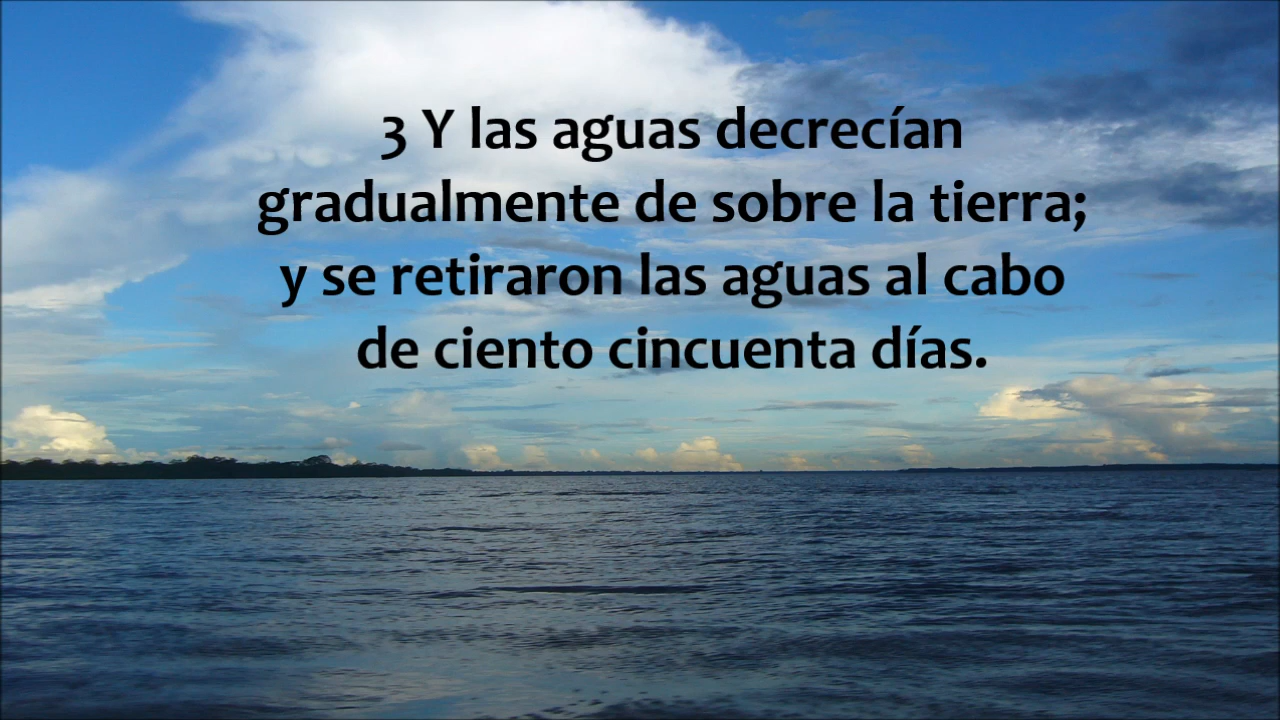 3 Y las aguas decrecían
gradualmente de sobre la tierra;
y se retiraron las aguas al cabo
de ciento cincuenta días.